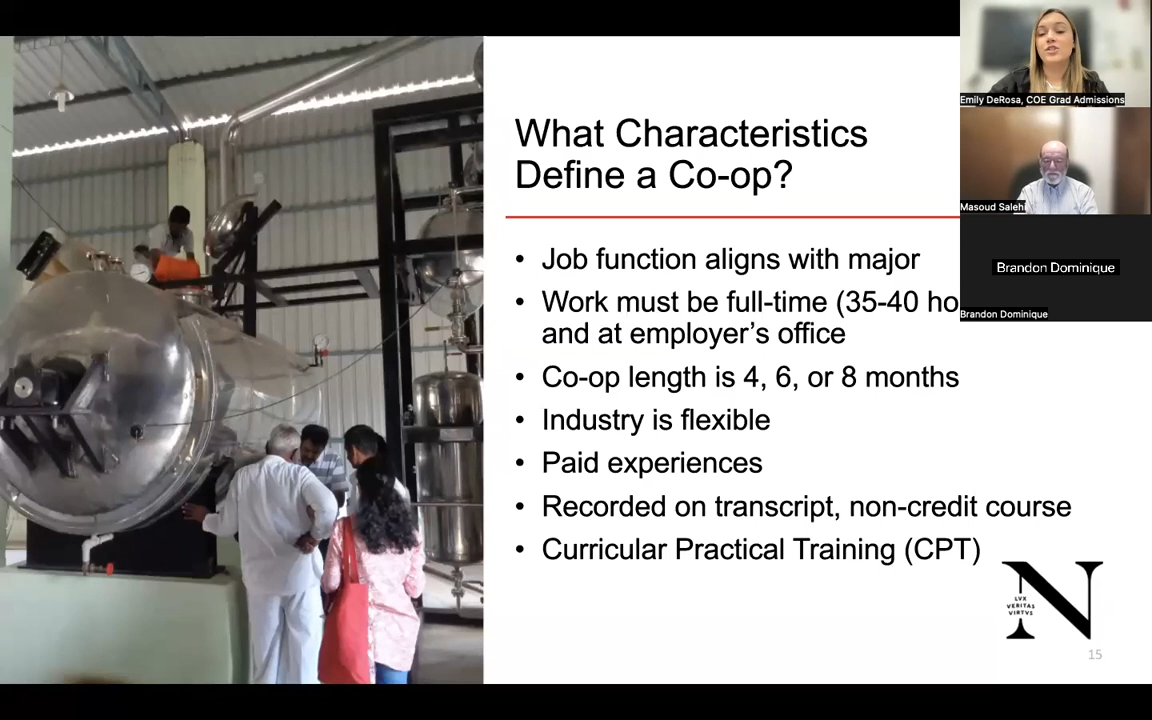 What Characteristics
Define a Co-op?
• Job function aligns with major
• Work must be full-time (35-40 ho
and at employer’s office
• Co-op length is 4, 6, or 8 months
• Industry is flexible
• Paid experiences
• Recorded on transcript, non-credit course
• Curricular Practical Training (CPT)
N
LVX
VERITAS
VIRTVS
15
Emily DeRosa, COE Grad Admissions
Masoud Salehi
Brandon Dominique
Brandon Dominique